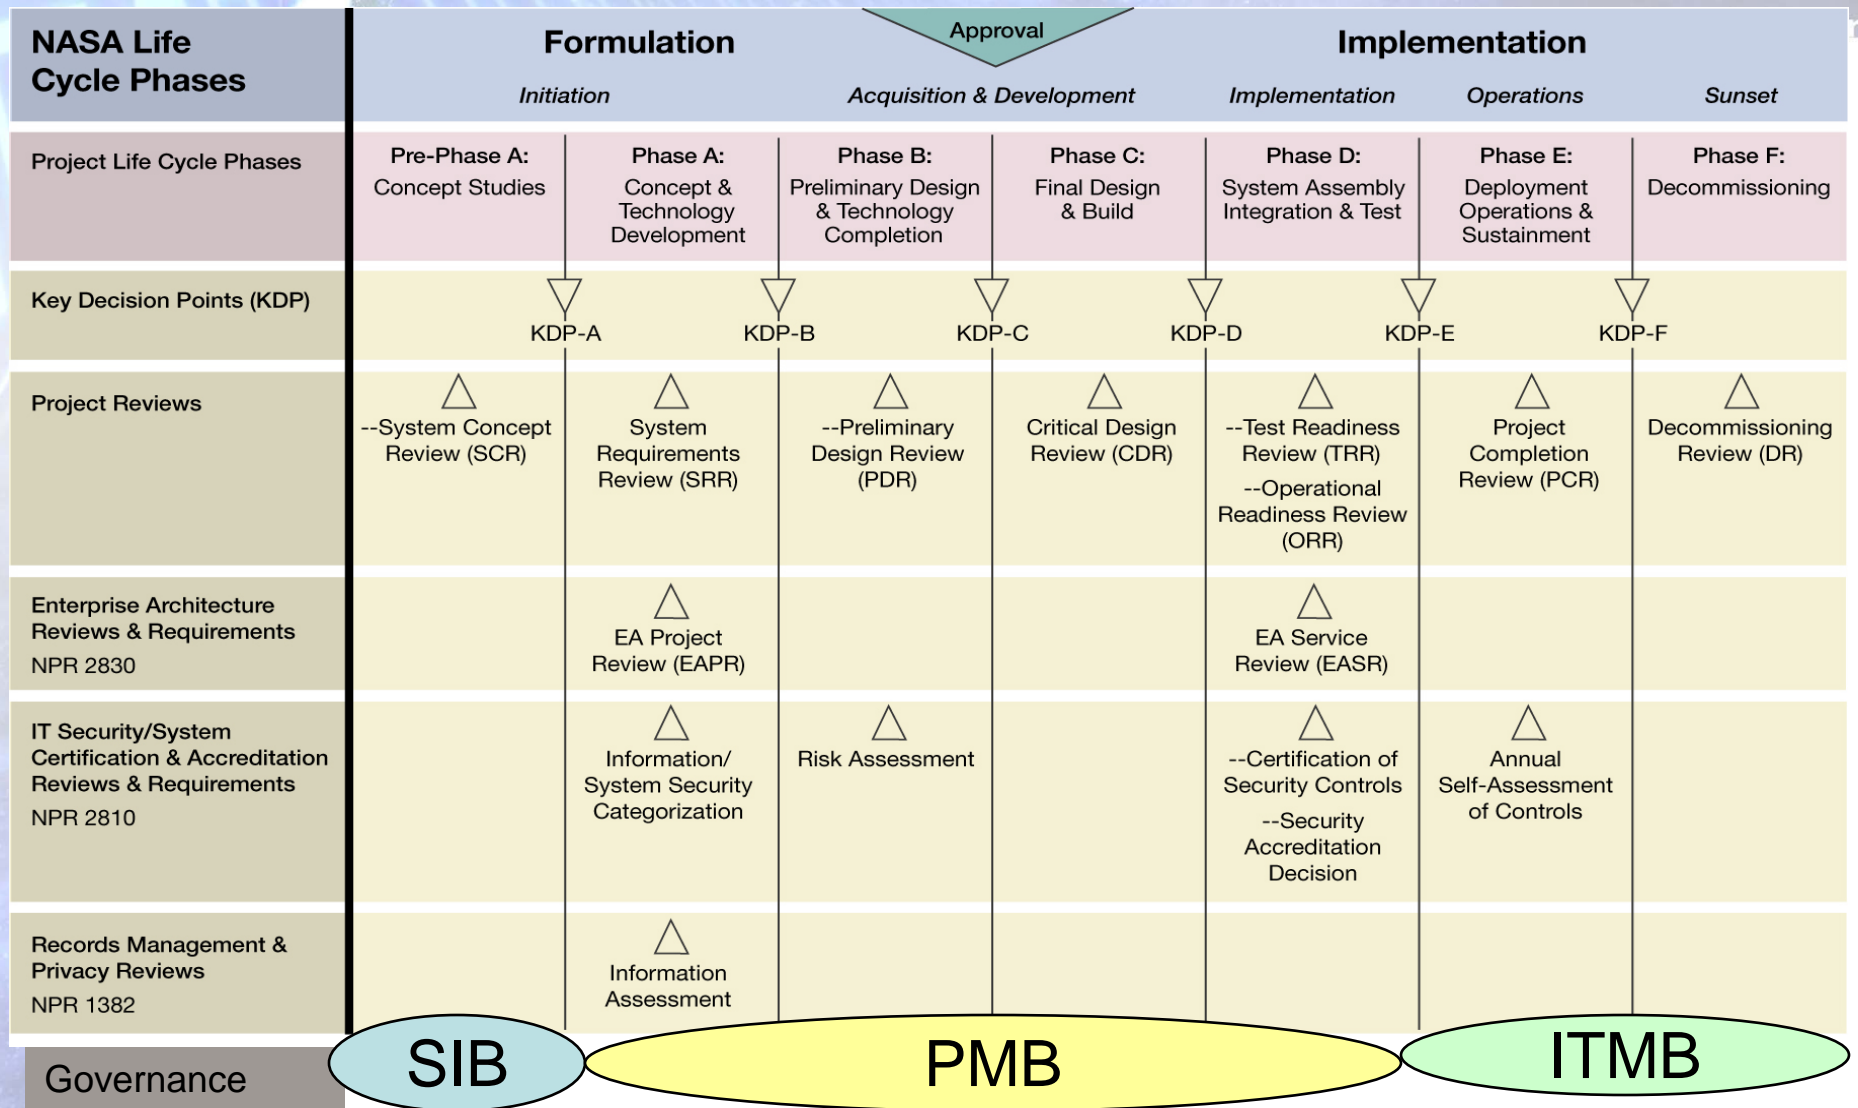 NASA Life
Cycle Phases
Formulation
Approval
Implementation
Initiation
Acquisition & Development
Implementation
Operations
Sunset
Project Life Cycle Phases
Pre-Phase A:
Concept Studies
Phase A:
Concept &
Technology
Development
Phase B:
Preliminary Design
& Technology
Completion
Phase C:
Final Design
& Build
Phase D:
System Assembly
Integration & Test
Phase E:
Deployment
Operations &
Sustainment
Phase F:
Decommissioning
Key Decision Points (KDP)
KDP-A
KDP-B
KDP-C
KDP-D
KDP-E
KDP-F
Project Reviews
--System Concept
Review (SCR)
System
Requirements
Review (SRR)
--Preliminary
Design Review
(PDR)
Critical Design
Review (CDR)
--Test Readiness
Review (TRR)
--Operational
Readiness Review
(ORR)
Project
Completion
Review (PCR)
Decommissioning
Review (DR)
Enterprise Architecture
Reviews & Requirements
NPR 2830
EA Project
Review (EAPR)
EA Service
Review (EASR)
IT Security/System
Certification & Accreditation
Reviews & Requirements
NPR 2810
Information/
System Security
Categorization
Risk Assessment
--Certification of
Security Controls
--Security
Accreditation
Decision
Annual
Self-Assessment
of Controls
Records Management &
Privacy Reviews
NPR 1382
Information
Assessment
Governance
SIB
PMB
ITMB